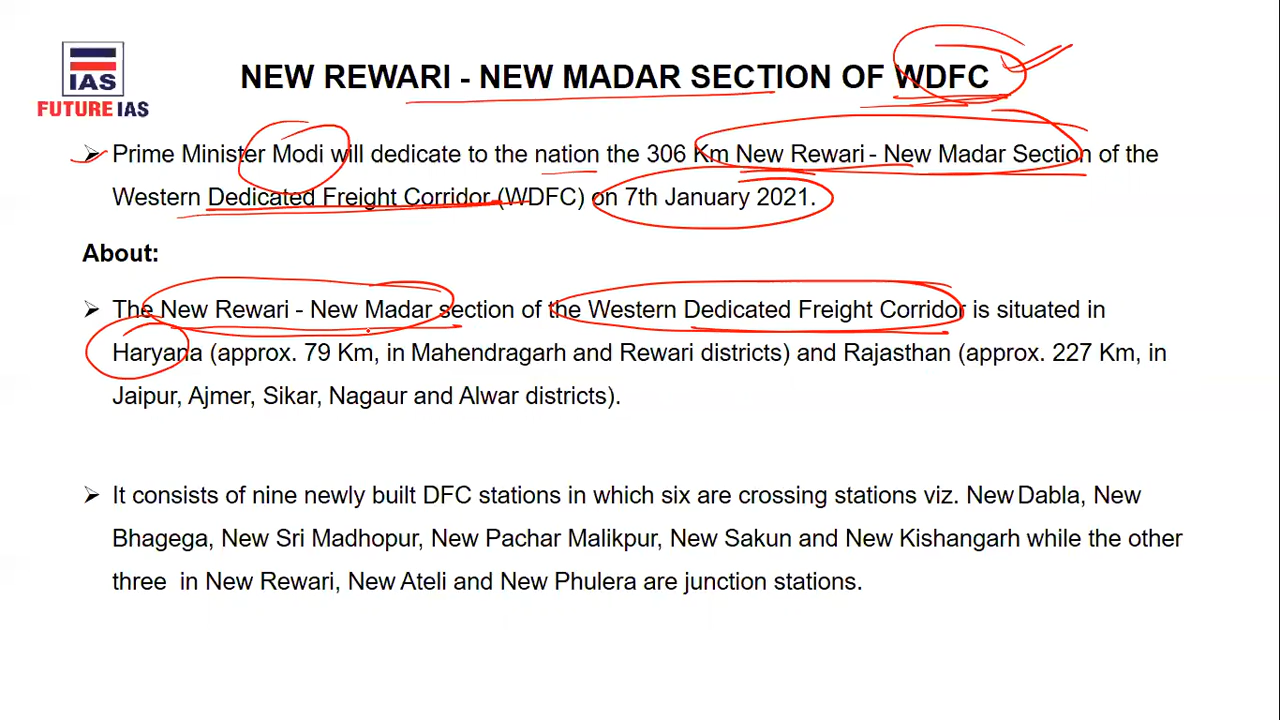 IAS
FUTURE IAS
NEW REWARI - NEW MADAR SECTION OF WDFC
➢ Prime Minister Modi will dedicate to the nation the 306 Km New Rewari - New Madar Section of the
Western Dedicated Freight Corridor (WDFC) on 7th January 2021.
About:
➢ The New Rewari - New Madar section of the Western Dedicated Freight Corridor is situated in
Haryana (approx. 79 Km, in Mahendragarh and Rewari districts) and Rajasthan (approx. 227 Km, in
Jaipur, Ajmer, Sikar, Nagaur and Alwar districts).
➢ It consists of nine newly built DFC stations in which six are crossing stations viz. New Dabla, New
Bhagega, New Sri Madhopur, New Pachar Malikpur, New Sakun and New Kishangarh while the other
three in New Rewari, New Ateli and New Phulera are junction stations.